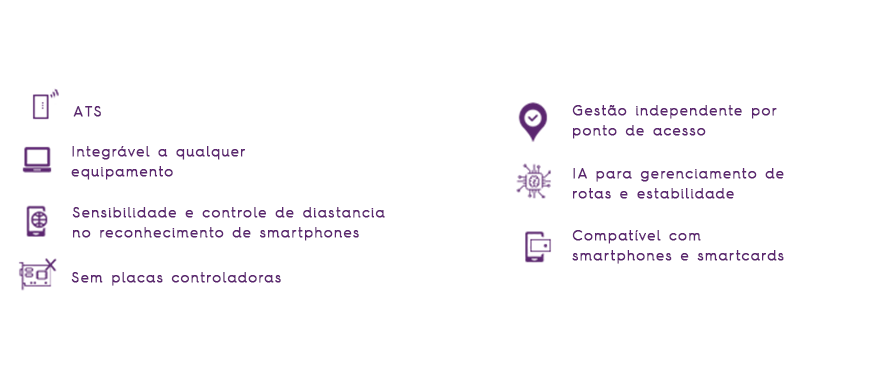 ATS
Integrável a qualquer
equipamento
Sensibilidade e controle de diastancia
no reconhecimento de smartphones
Sem placas controladoras
Gestão independente por
ponto de acesso
IA para gerenciamento de
rotas e estabilidade
Compatível com
smartphones e smartcards